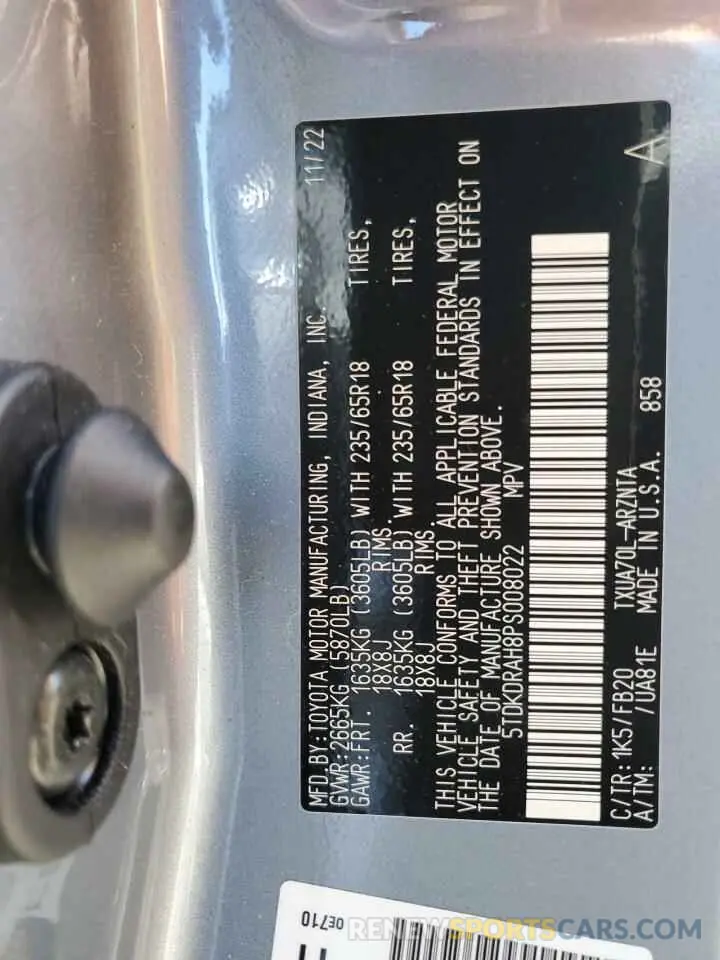 MFD.BY:TOYOTA MOTOR MANUFACTURING, INDIANA, INC. 11/22
GVWR:2665KG (5870LB)
GAWR:FRT. 1635KG (3605LB) WITH 235/65R18 TIRES,
18X8J RIMS.
RR. 1635KG (3605LB) WITH 235/65R18 TIRES,
18X8J RIMS.
THIS VEHICLE CONFORMS TO ALL APPLICABLE FEDERAL MOTOR
VEHICLE SAFETY AND THEFT PREVENTION STANDARDS IN EFFECT ON
THE DATE OF MANUFACTURE SHOWN ABOVE.
5TDKDRAH8PS008022 MPV
A
C/TR: 1K5/FB20 TXUA70L-ARZNTA
A/TM: /UA81E MADE IN U.S.A. 858
0E710
RENEWSPORTSCARS.COM